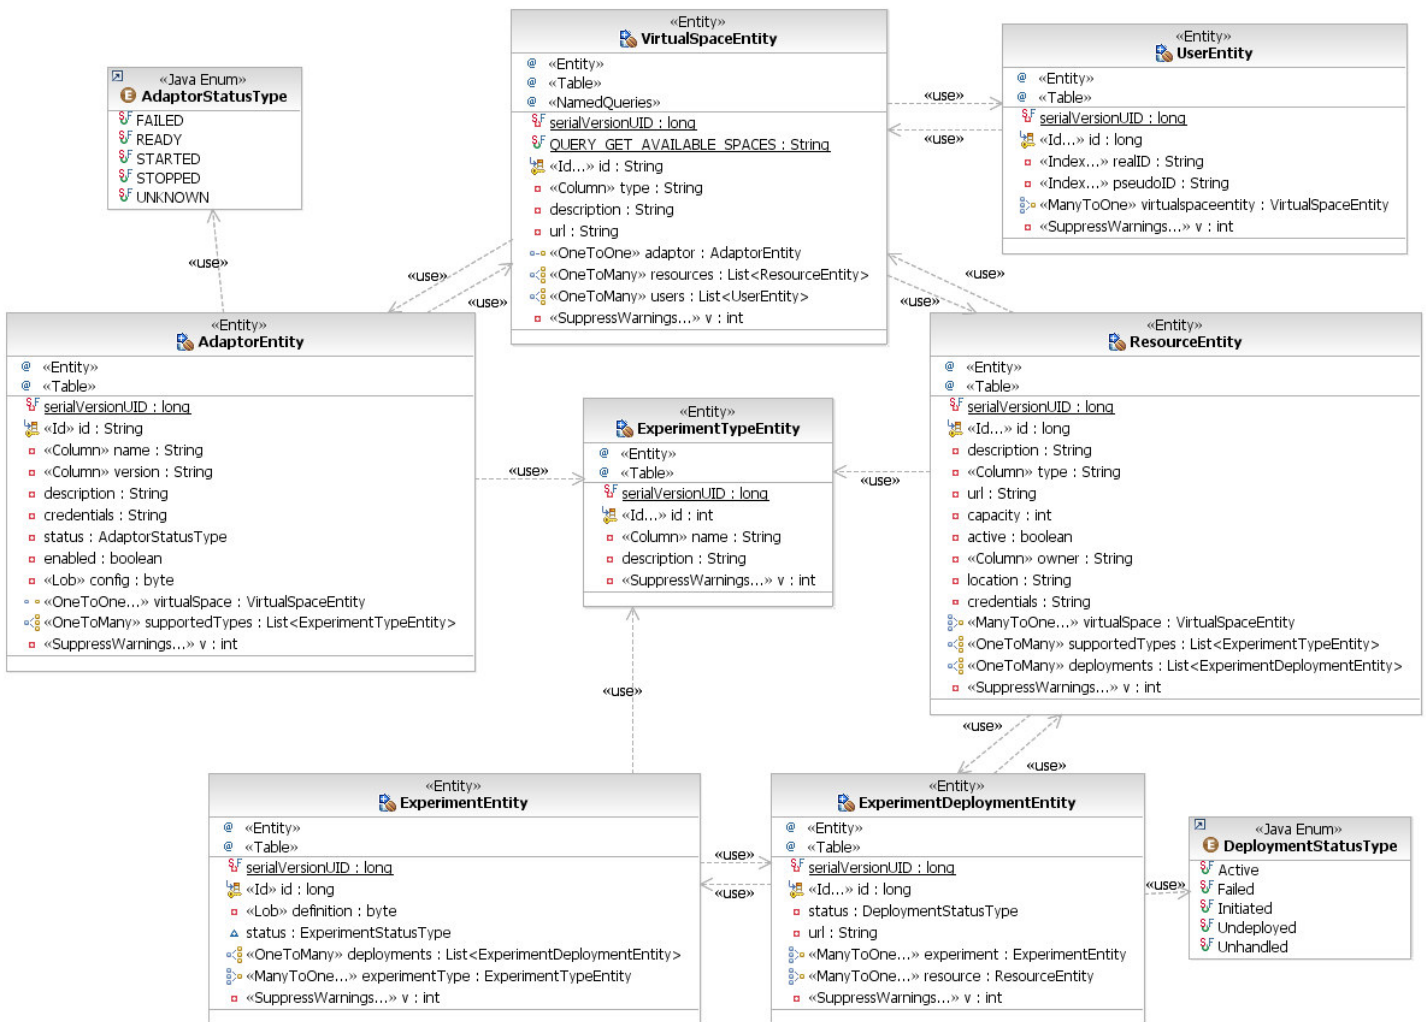 «Entity»
VirtualSpaceEntity
@ «Entity»
@ «Table»
@ «NamedQueries»
serialVersionUID : long
QUERY_GET_AVAILABLE_SPACES : String
«Id...» id : String
«Column» type : String
description : String
url : String
«OneToOne» adaptor : AdaptorEntity
«OneToMany» resources : List<ResourceEntity>
«OneToMany» users : List<UserEntity>
«SuppressWarnings...» v : int
«Entity»
UserEntity
@ «Entity»
@ «Table»
serialVersionUID : long
«Id...» id : long
«Index...» realID : String
«Index...» pseudoID : String
«ManyToOne» virtualspaceentity : VirtualSpaceEntity
«SuppressWarnings...» v : int
«Java Enum»
E AdaptorStatusType
FAILED
READY
STARTED
STOPPED
UNKNOWN
«use»
«use»
«use»
«use»
«use»
«use»
«use»
«Entity»
AdaptorEntity
@ «Entity»
@ «Table»
serialVersionUID : long
«Id» id : String
«Column» name : String
«Column» version : String
description : String
credentials : String
status : AdaptorStatusType
enabled : boolean
«Lob» config : byte
«OneToOne...» virtualSpace : VirtualSpaceEntity
«OneToMany» supportedTypes : List<ExperimentTypeEntity>
«SuppressWarnings...» v : int
«use»
«Entity»
ExperimentTypeEntity
@ «Entity»
@ «Table»
serialVersionUID : long
«Id...» id : int
«Column» name : String
description : String
«SuppressWarnings...» v : int
«use»
«Entity»
ResourceEntity
@ «Entity»
@ «Table»
serialVersionUID : long
«Id...» id : long
description : String
«Column» type : String
url : String
capacity : int
active : boolean
«Column» owner : String
location : String
credentials : String
«ManyToOne...» virtualSpace : VirtualSpaceEntity
«OneToMany» supportedTypes : List<ExperimentTypeEntity>
«OneToMany» deployments : List<ExperimentDeploymentEntity>
«SuppressWarnings...» v : int
«use»
«use»
«use»
«Entity»
ExperimentEntity
@ «Entity»
@ «Table»
serialVersionUID : long
«Id» id : long
«Lob» definition : byte
status : ExperimentStatusType
«OneToMany» deployments : List<ExperimentDeploymentEntity>
«ManyToOne...» experimentType : ExperimentTypeEntity
«SuppressWarnings...» v : int
«use»
«use»
«Entity»
ExperimentDeploymentEntity
@ «Entity»
@ «Table»
serialVersionUID : long
«Id...» id : long
status : DeploymentStatusType
url : String
«ManyToOne...» experiment : ExperimentEntity
«ManyToOne...» resource : ResourceEntity
«SuppressWarnings...» v : int
«use»
«Java Enum»
E DeploymentStatusType
Active
Failed
Initiated
Undeployed
Unhandled